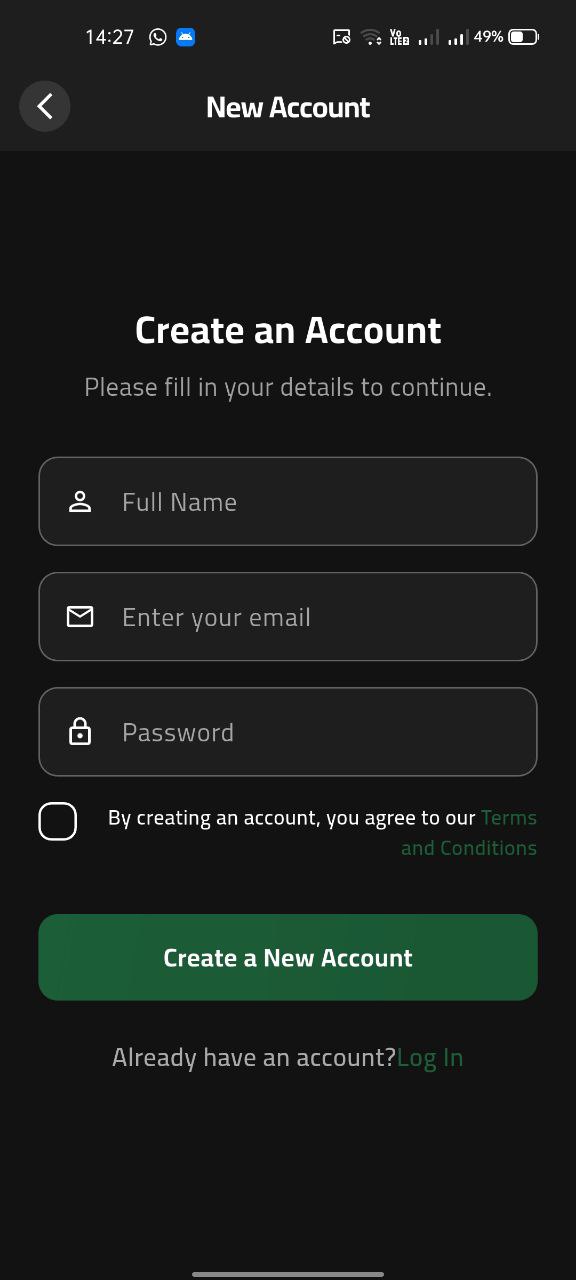 14:27
Vo LTE2 49%
New Account
Create an Account
Please fill in your details to continue.
Full Name
Enter your email
Password
By creating an account, you agree to our Terms
and Conditions
Create a New Account
Already have an account?Log In